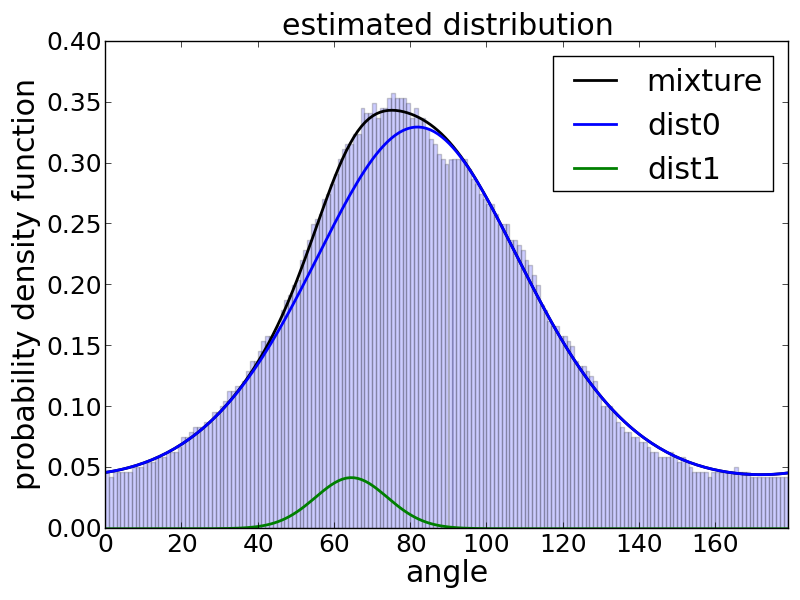 estimated distribution
0.40
0.35
0.30
0.25
0.20
0.15
0.10
0.05
0.00
probability density function
mixture
dist0
dist1
0 20 40 60 80 100 120 140 160
angle